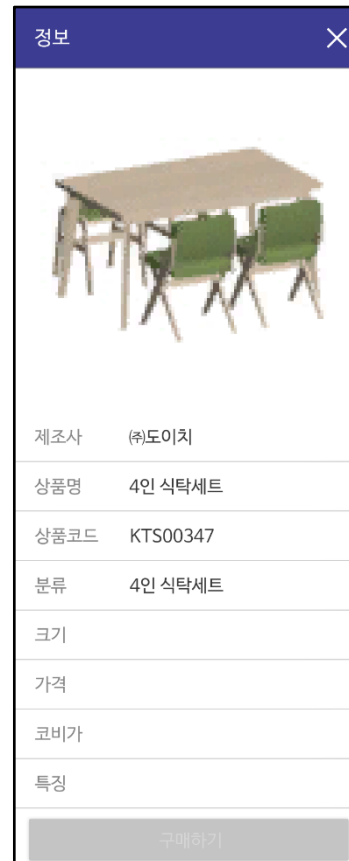 정보
제조사 ㈜도이치
상품명 4인 식탁세트
상품코드 KTS00347
분류 4인 식탁세트
크기
가격
코비가
특징
구매하기